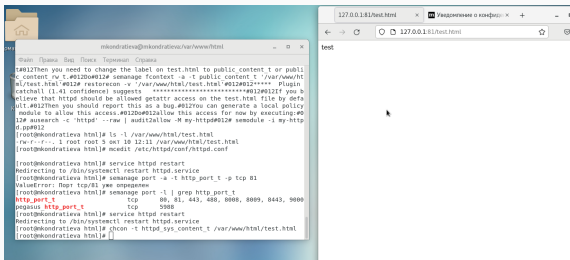 mkondratieva@mkondratieva:/var/www/html
Файл Правка Вид Поиск Терминал Справка
t#012Then you need to change the label on test.html to public_content_t or publi
c_content_rw_t.#012Do#012# semanage fcontext -a -t public_content_t '/var/www/ht
ml/test.html'#012# restorecon -v '/var/www/html/test.html'#012#012***** Plugin
catchall (1.41 confidence) suggests **************************#012#012If you b
elieve that httpd should be allowed getattr access on the test.html file by defa
ult.#012Then you should report this as a bug.#012You can generate a local policy
module to allow this access.#012Do#012allow this access for now by executing:#0
12# ausearch -c 'httpd' --raw | audit2allow -M my-httpd#012# semodule -i my-http
d.pp#012
[root@mkondratieva html]# ls -l /var/www/html/test.html
-rw-r--r--. 1 root root 5 окт 10 12:11 /var/www/html/test.html
[root@mkondratieva html]# mcedit /etc/httpd/conf/httpd.conf
[root@mkondratieva html]# service httpd restart
Redirecting to /bin/systemctl restart httpd.service
[root@mkondratieva html]# semanage port -a -t http_port_t -p tcp 81
ValueError: Порт tcp/81 уже определен
[root@mkondratieva html]# semanage port -l | grep http_port_t
http_port_t tcp 80, 81, 443, 488, 8008, 8009, 8443, 9000
pegasus_http_port_t tcp 5988
[root@mkondratieva html]# service httpd restart
Redirecting to /bin/systemctl restart httpd.service
[root@mkondratieva html]# chcon -t httpd_sys_content_t /var/www/html/test.html
[root@mkondratieva html]#
127.0.0.1:81/test.html
Уведомление о конфиде
127.0.0.1:81/test.html
test